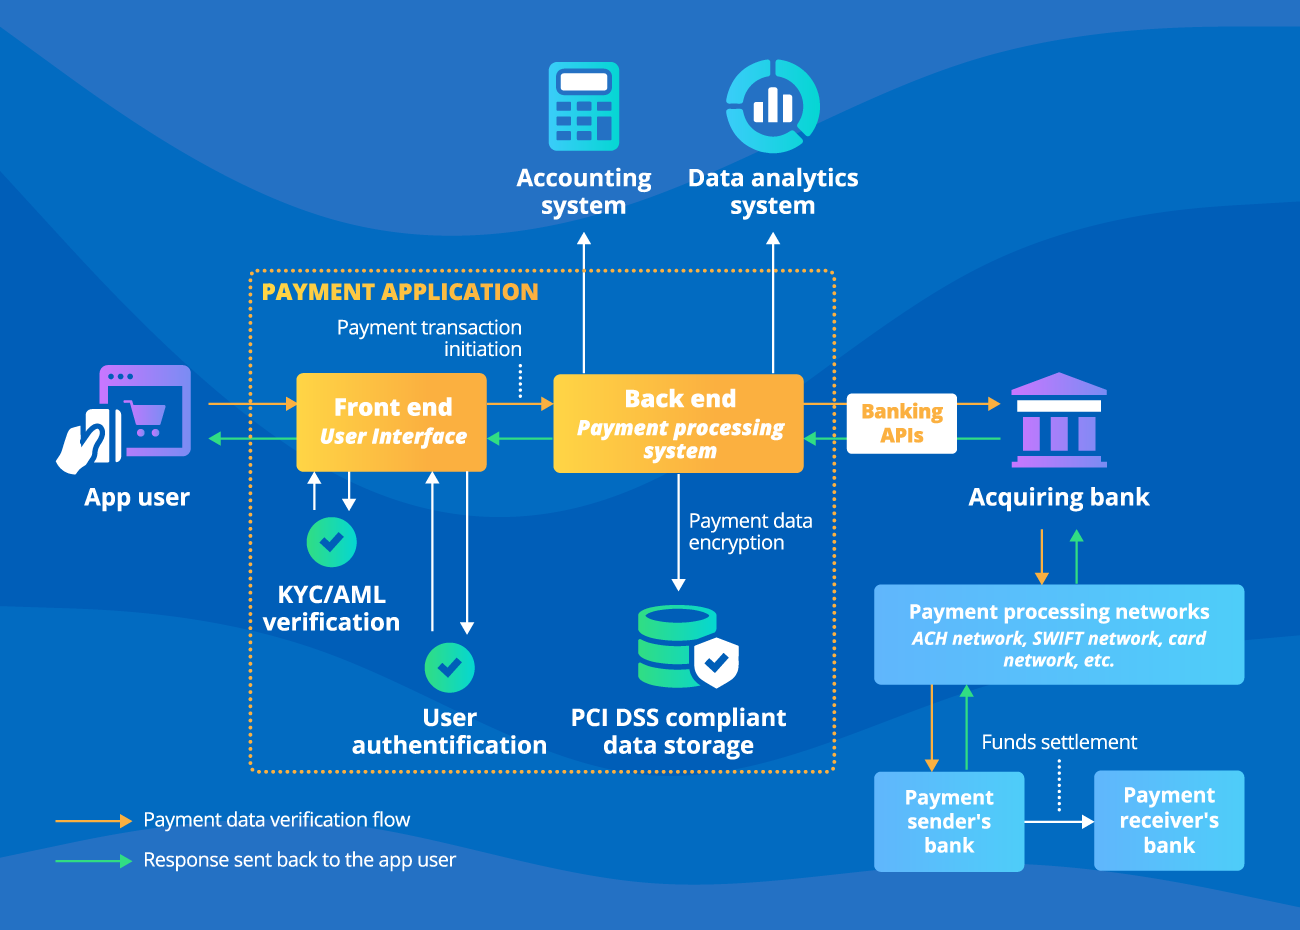 Accounting
system
Data analytics
system
PAYMENT APPLICATION
Payment transaction
initiation
Front end
User Interface
Back end
Payment processing
system
Banking
APIs
App user
Acquiring bank
Payment data
encryption
KYC/AML
verification
User
authentification
PCI DSS compliant
data storage
Payment processing networks
ACH network, SWIFT network, card
network, etc.
Funds settlement
Payment
sender's
bank
Payment
receiver's
bank
Payment data verification flow
Response sent back to the app user